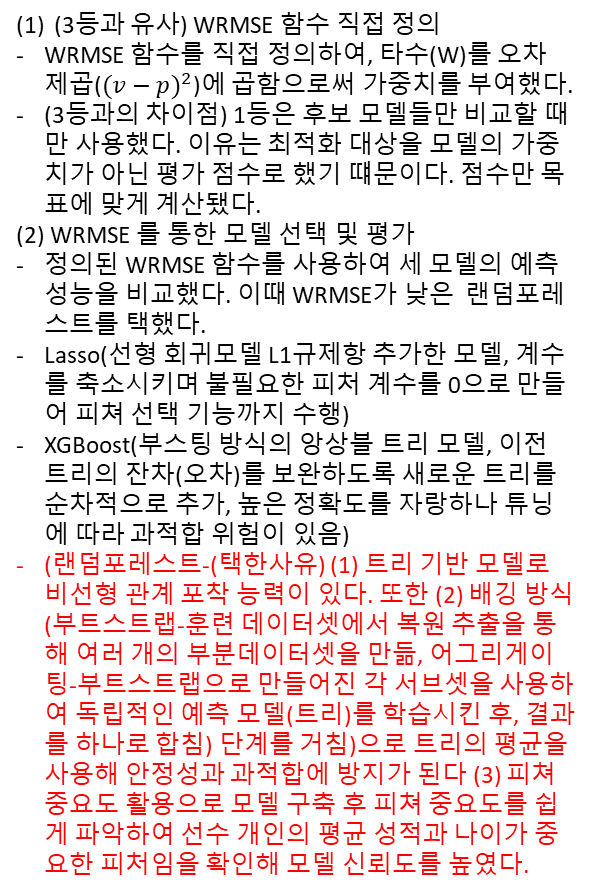 (1) (3등과 유사) WRMSE 함수 직접 정의
- WRMSE 함수를 직접 정의하여, 타수(W)를 오차
제곱((v − p)²)에 곱함으로써 가중치를 부여했다.
- (3등과의 차이점) 1등은 후보 모델들만 비교할 때
만 사용했다. 이유는 최적화 대상을 모델의 가중
치가 아닌 평가 점수로 했기 떄문이다. 점수만 목
표에 맞게 계산됐다.
(2) WRMSE 를 통한 모델 선택 및 평가
- 정의된 WRMSE 함수를 사용하여 세 모델의 예측
성능을 비교했다. 이때 WRMSE가 낮은 랜덤포레
스트를 택했다.
- Lasso(선형 회귀모델 L1규제항 추가한 모델, 계수
를 축소시키며 불필요한 피처 계수를 0으로 만들
어 피쳐 선택 기능까지 수행)
- XGBoost(부스팅 방식의 앙상블 트리 모델, 이전
트리의 잔차(오차)를 보완하도록 새로운 트리를
순차적으로 추가, 높은 정확도를 자랑하나 튜닝
에 따라 과적합 위험이 있음)
- (랜덤포레스트-(택한사유) (1) 트리 기반 모델로
비선형 관계 포착 능력이 있다. 또한 (2) 배깅 방식
(부트스트랩-훈련 데이터셋에서 복원 추출을 통
해 여러 개의 부분데이터셋을 만듦, 어그리게이
팅-부트스트랩으로 만들어진 각 서브셋을 사용하
여 독립적인 예측 모델(트리)를 학습시킨 후, 결과
를 하나로 합침) 단계를 거침)으로 트리의 평균을
사용해 안정성과 과적합에 방지가 된다 (3) 피쳐
중요도 활용으로 모델 구축 후 피쳐 중요도를 쉽
게 파악하여 선수 개인의 평균 성적과 나이가 중
요한 피처임을 확인해 모델 신뢰도를 높였다.